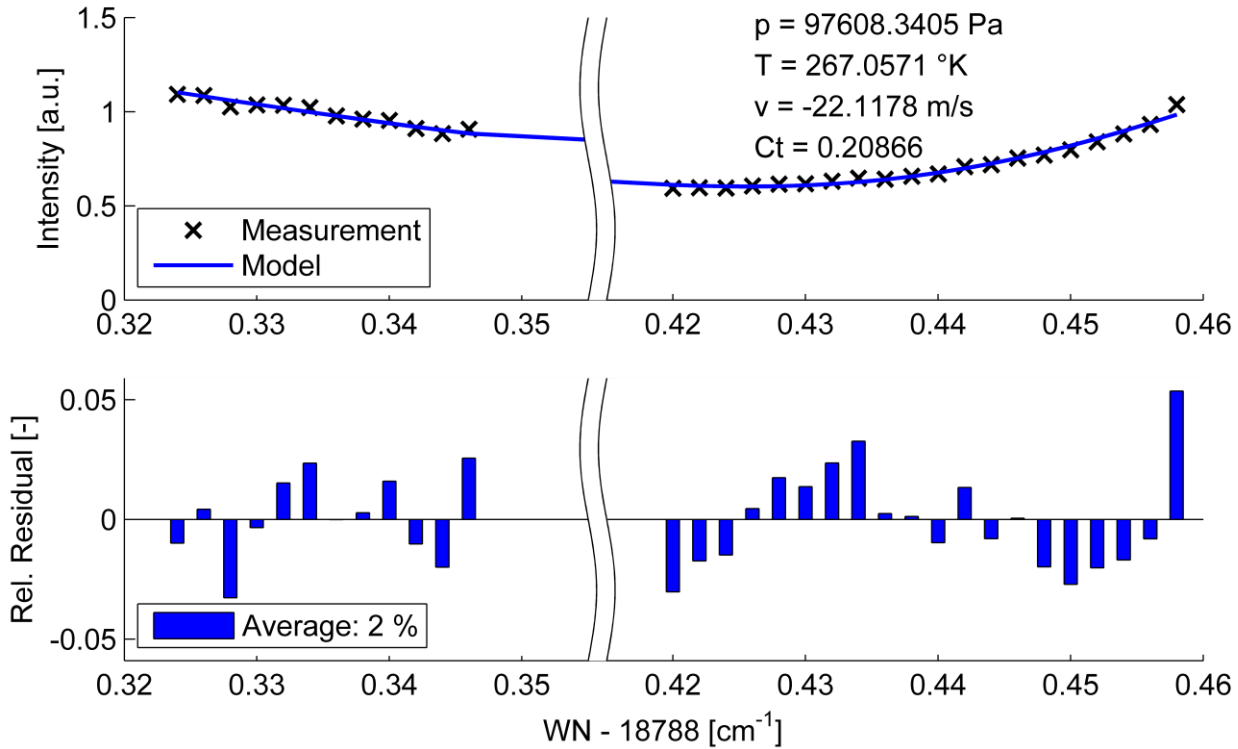 1.5
1
0.5
0
Intensity [a.u.]
p = 97608.3405 Pa
T = 267.0571 °K
v = -22.1178 m/s
Ct = 0.20866
Measurement
Model
0.32 0.33 0.34 0.35 0.42 0.43 0.44 0.45 0.46
0.05
0
-0.05
Rel. Residual [-]
Average: 2 %
0.32 0.33 0.34 0.35 0.42 0.43 0.44 0.45 0.46
WN - 18788 [cm⁻¹]